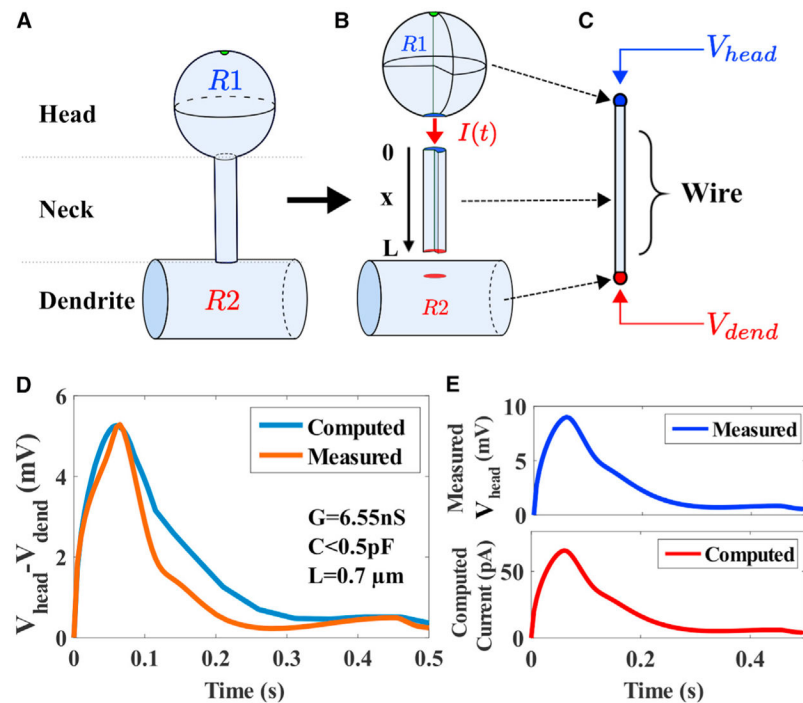 A
B
C
R1
R1
V_head
Head
I(t)
0
Neck
x
Wire
L
Dendrite
R2
R2
V_dend
D
E
6
4
2
0
V_head-V_dend (mV)
Computed
Measured
G=6.55nS
C<0.5pF
L=0.7 μm
0
0.1
0.2
0.3
0.4
0.5
Time (s)
10
5
0
Measured
V_head (mV)
Measured
50
0
Computed
Current (pA)
Computed
0
0.2
0.4
Time (s)